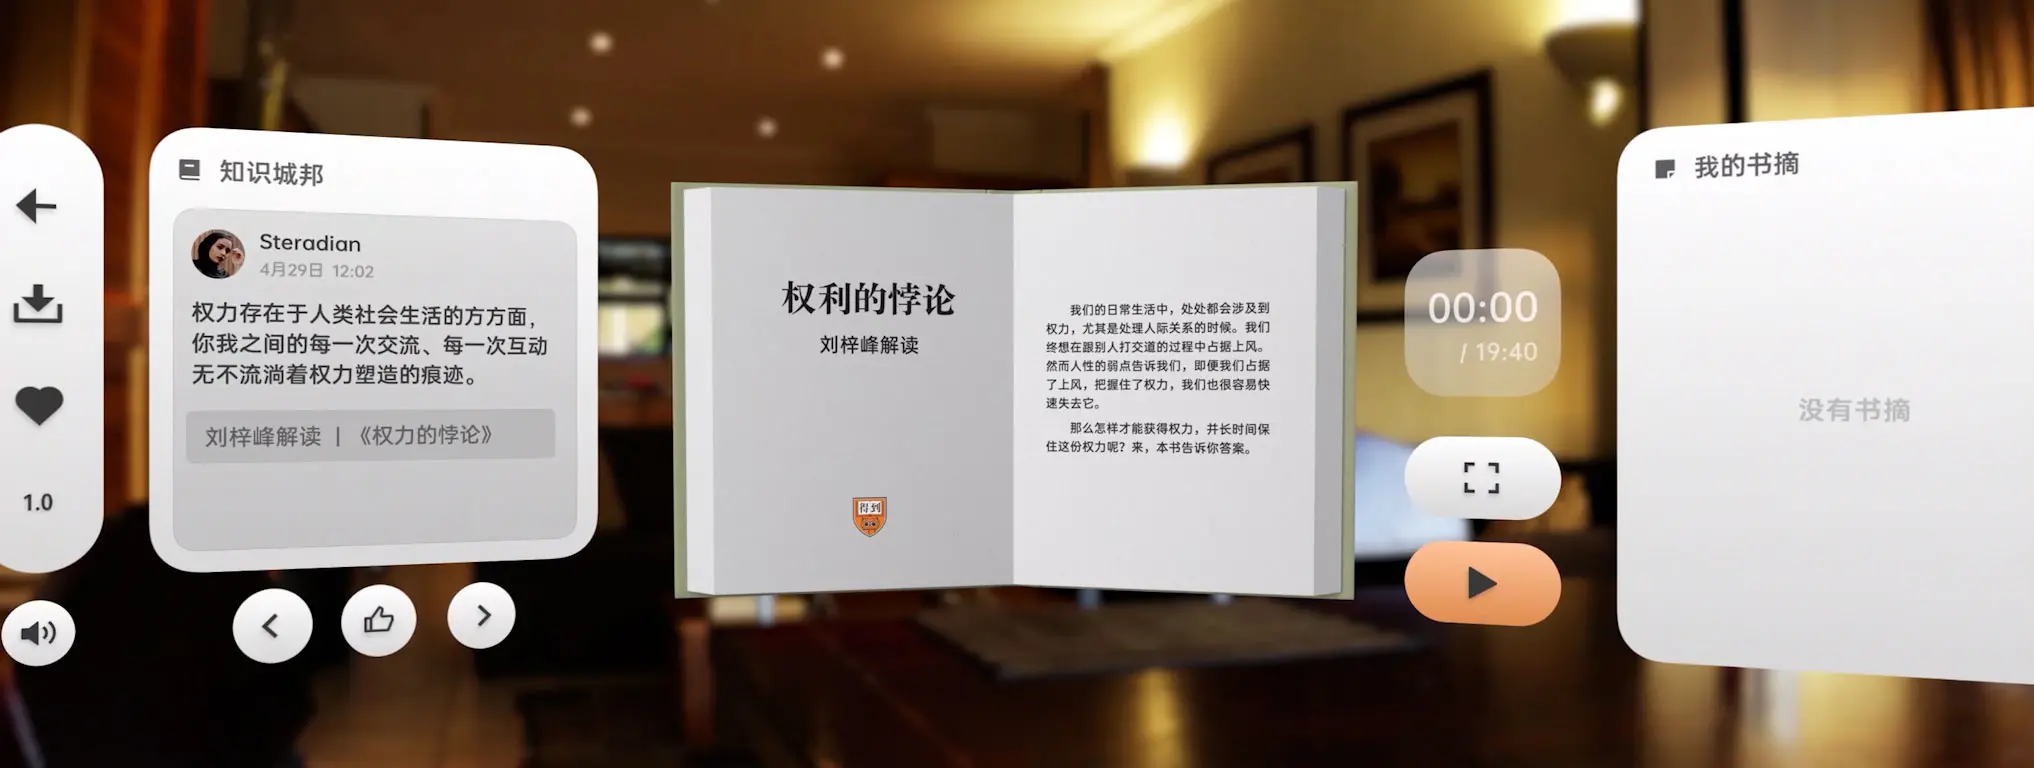 1.0
知识城邦
Steradian
4月29日 12:02
权力存在于人类社会生活的方方面，
你我之间的每一次交流、每一次互动
无不流淌着权力塑造的痕迹。
刘梓峰解读 | 《权力的悖论》
权利的悖论
刘梓峰解读
得到
我们的日常生活中，处处都会涉及到
权力，尤其是处理人际关系的时候。我们
终想在跟别人打交道的过程中占据上风。
然而人性的弱点告诉我们，即便我们占据
了上风，把握住了权力，我们也很容易快
速失去它。
那么怎样才能获得权力，并长时间保
住这份权力呢？来，本书告诉你答案。
00:00
/ 19:40
我的书摘
没有书摘